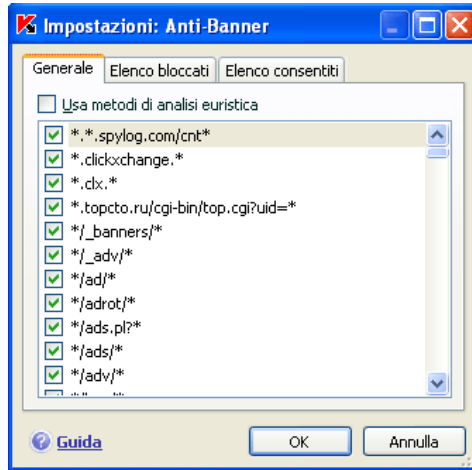 Impostazioni: Anti-Banner
Generale Elenco bloccati Elenco consentiti
Usa metodi di analisi euristica
*.*.spylog.com/cnt*
*.clickxchange.*
*.clx.*
*.topcto.ru/cgi-bin/top.cgi?uid=*
*/_banners/*
*/_adv/*
*/ad/*
*/adrot/*
*/ads.pl?*
*/ads/*
*/adv/*
Guida OK Annulla